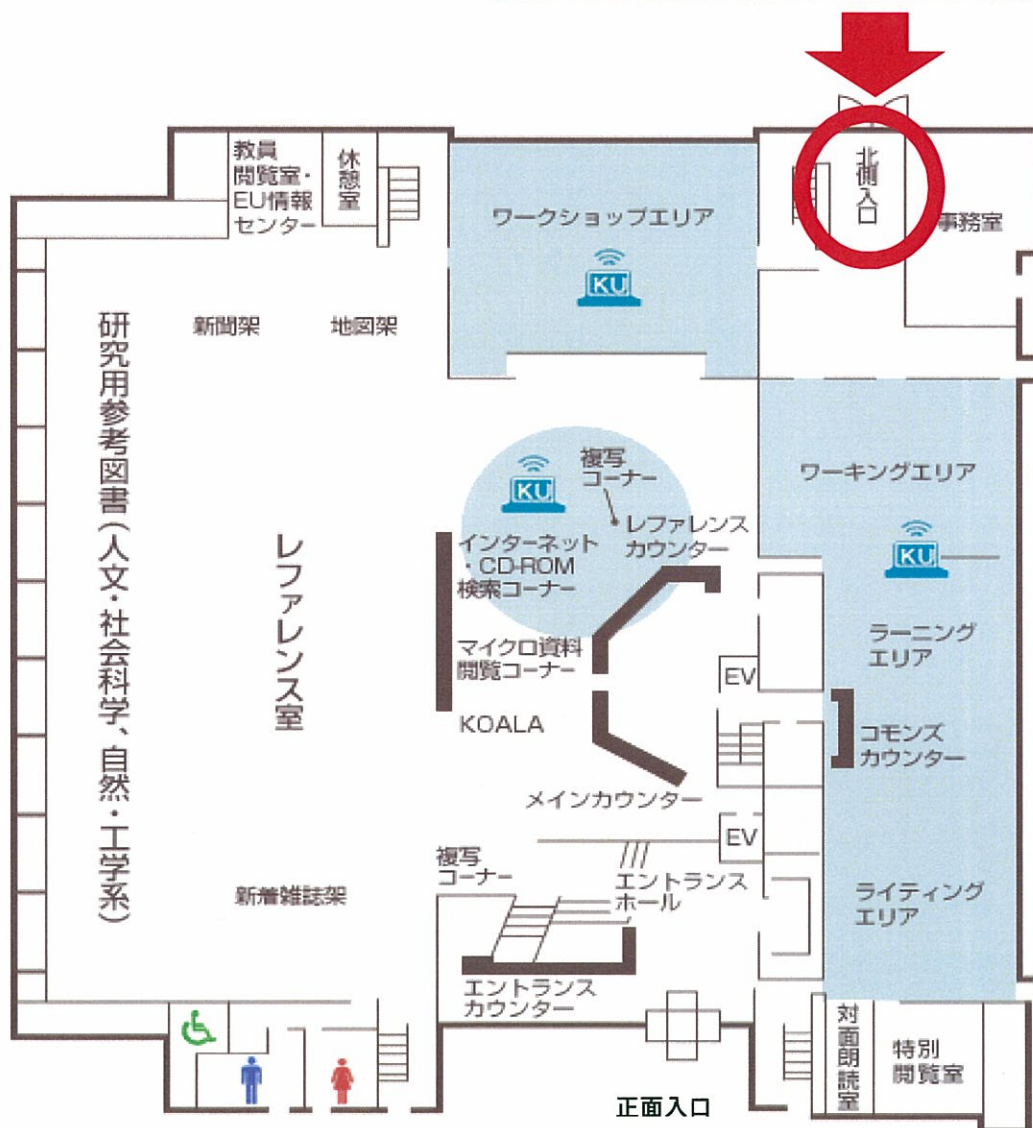 教員
閲覧室・
EU情報
センター
休憩室
ワークショップエリア
KU
北側入口
事務室
新聞架
地図架
研究用参考図書(人文・社会科学、自然・工学系)
レファレンス室
KU
複写
コーナー
レファレンス
カウンター
インターネット
・CD-ROM
検索コーナー
マイクロ資料
閲覧コーナー
KOALA
ワーキングエリア
KU
ラーニング
エリア
EV
コモンズ
カウンター
メインカウンター
EV
複写
コーナー
エントランス
ホール
新着雑誌架
ライティング
エリア
エントランス
カウンター
対面朗読室
特別
閲覧室
正面入口